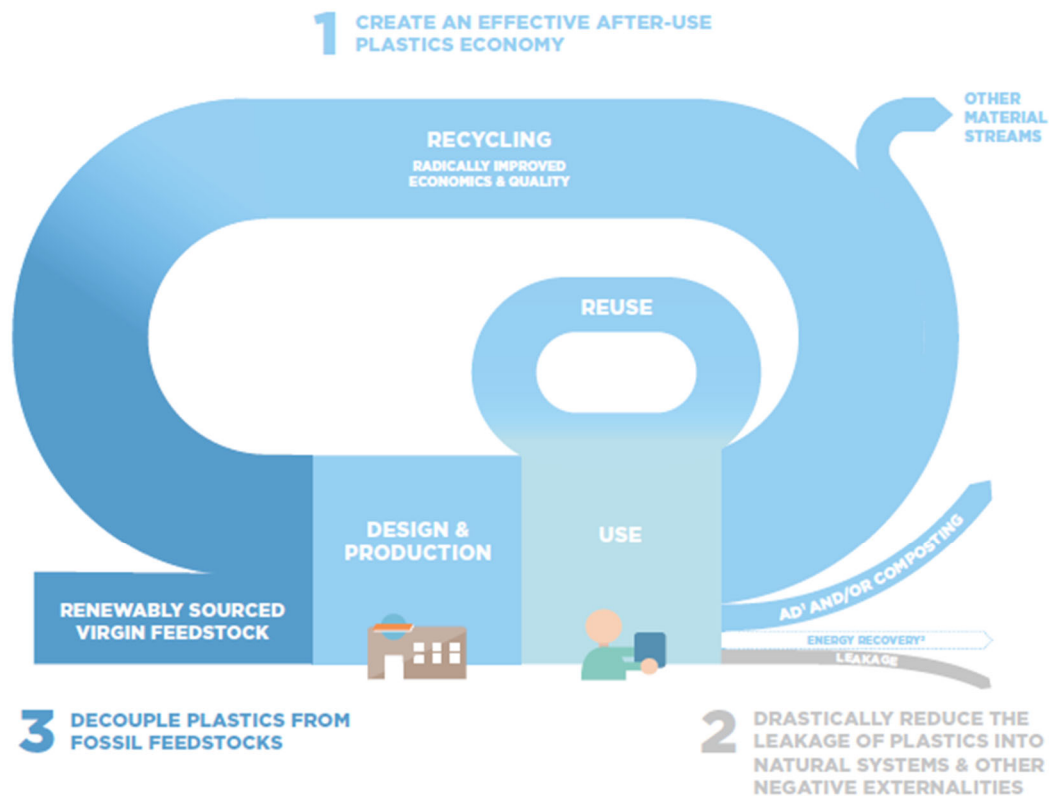 1 CREATE AN EFFECTIVE AFTER-USE
PLASTICS ECONOMY
OTHER
MATERIAL
STREAMS
RECYCLING
RADICALLY IMPROVED
ECONOMICS & QUALITY
REUSE
DESIGN &
PRODUCTION
USE
AD¹ AND/OR COMPOSTING
RENEWABLY SOURCED
VIRGIN FEEDSTOCK
ENERGY RECOVERY²
LEAKAGE
3 DECOUPLE PLASTICS FROM
FOSSIL FEEDSTOCKS
2 DRASTICALLY REDUCE THE
LEAKAGE OF PLASTICS INTO
NATURAL SYSTEMS & OTHER
NEGATIVE EXTERNALITIES